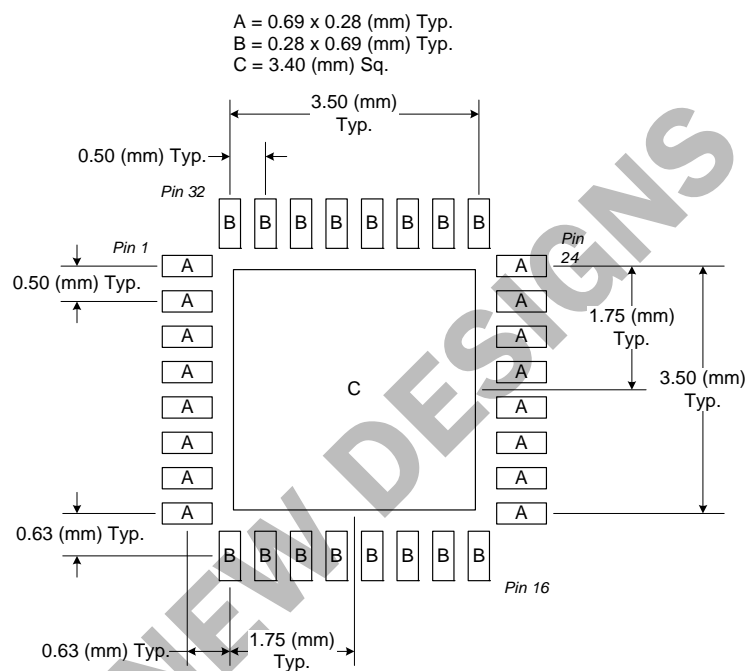 A = 0.69 x 0.28 (mm) Typ.
B = 0.28 x 0.69 (mm) Typ.
C = 3.40 (mm) Sq.
3.50 (mm)
Typ.
0.50 (mm) Typ.
Pin 32
B B B B B B B B
Pin 1
Pin
24
A A
0.50 (mm) Typ.
A A
1.75 (mm)
Typ.
A A
A A
3.50 (mm)
Typ.
C
A A
A A
A A
A A
0.63 (mm) Typ.
B B B B B B B B
Pin 16
0.63 (mm) Typ.
1.75 (mm)
Typ.
NEW DESIGNS